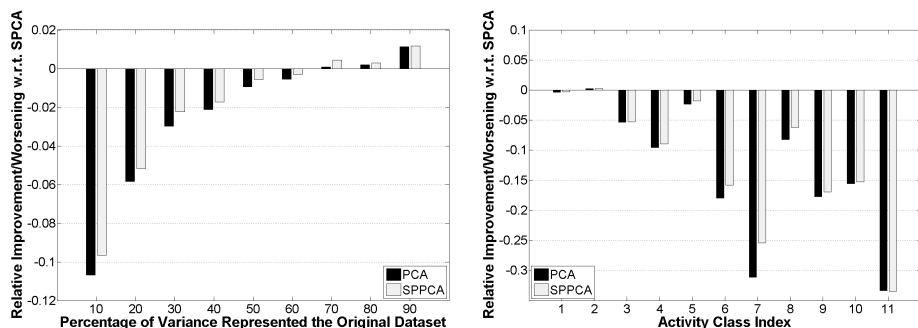 Relative Improvement/Worsening w.r.t. SPCA
0.02
0
-0.02
-0.04
-0.06
-0.08
-0.1
-0.12
PCA
SPPCA
10 20 30 40 50 60 70 80 90
Percentage of Variance Represented the Original Dataset
Relative Improvement/Worsening w.r.t. SPCA
0.1
0.05
0
-0.05
-0.1
-0.15
-0.2
-0.25
-0.3
PCA
SPPCA
1 2 3 4 5 6 7 8 9 10 11
Activity Class Index